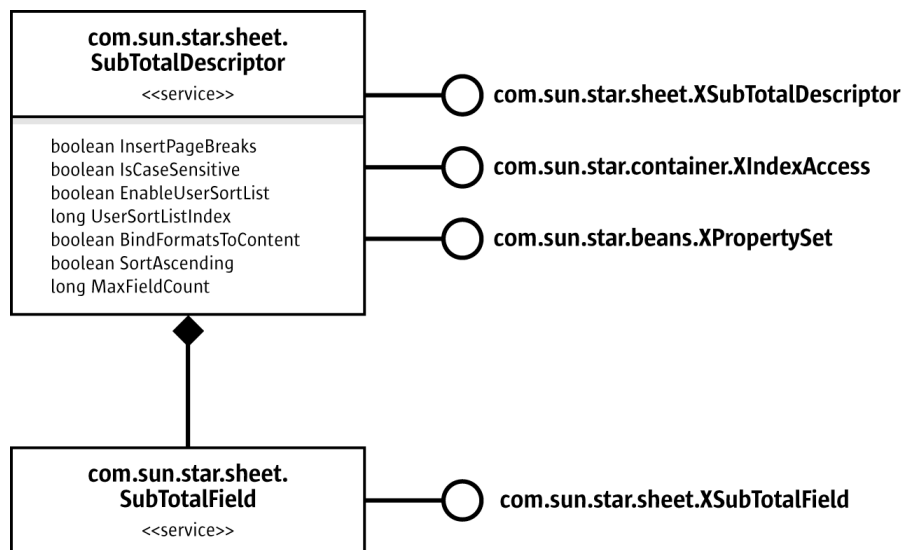 com.sun.star.sheet.
SubTotalDescriptor
<<service>>
com.sun.star.sheet.XSubTotalDescriptor
boolean InsertPageBreaks
boolean IsCaseSensitive
com.sun.star.container.XIndexAccess
boolean EnableUserSortList
long UserSortListIndex
boolean BindFormatsToContent
com.sun.star.beans.XPropertySet
boolean SortAscending
long MaxFieldCount
com.sun.star.sheet.
SubTotalField
<<service>>
com.sun.star.sheet.XSubTotalField